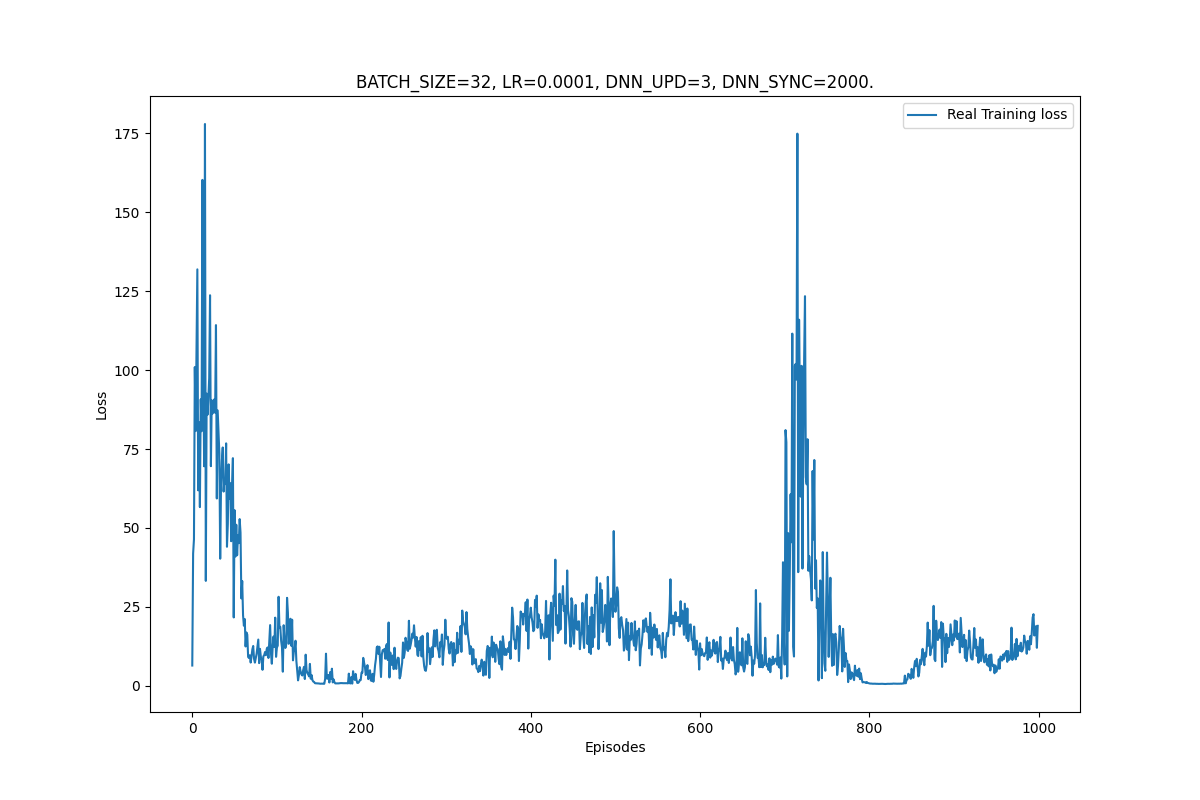 BATCH_SIZE=32, LR=0.0001, DNN_UPD=3, DNN_SYNC=2000.
Real Training loss
175
150
125
100
75
50
25
0
Loss
0 200 400 600 800 1000
Episodes